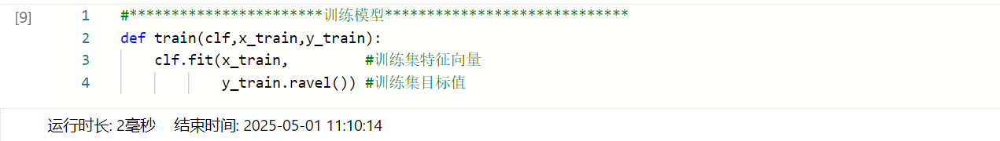 [9]
1 #***********************训练模型*****************************
2 def train(clf,x_train,y_train):
3     clf.fit(x_train,         #训练集特征向量
4             y_train.ravel()) #训练集目标值
运行时长: 2毫秒 结束时间: 2025-05-01 11:10:14